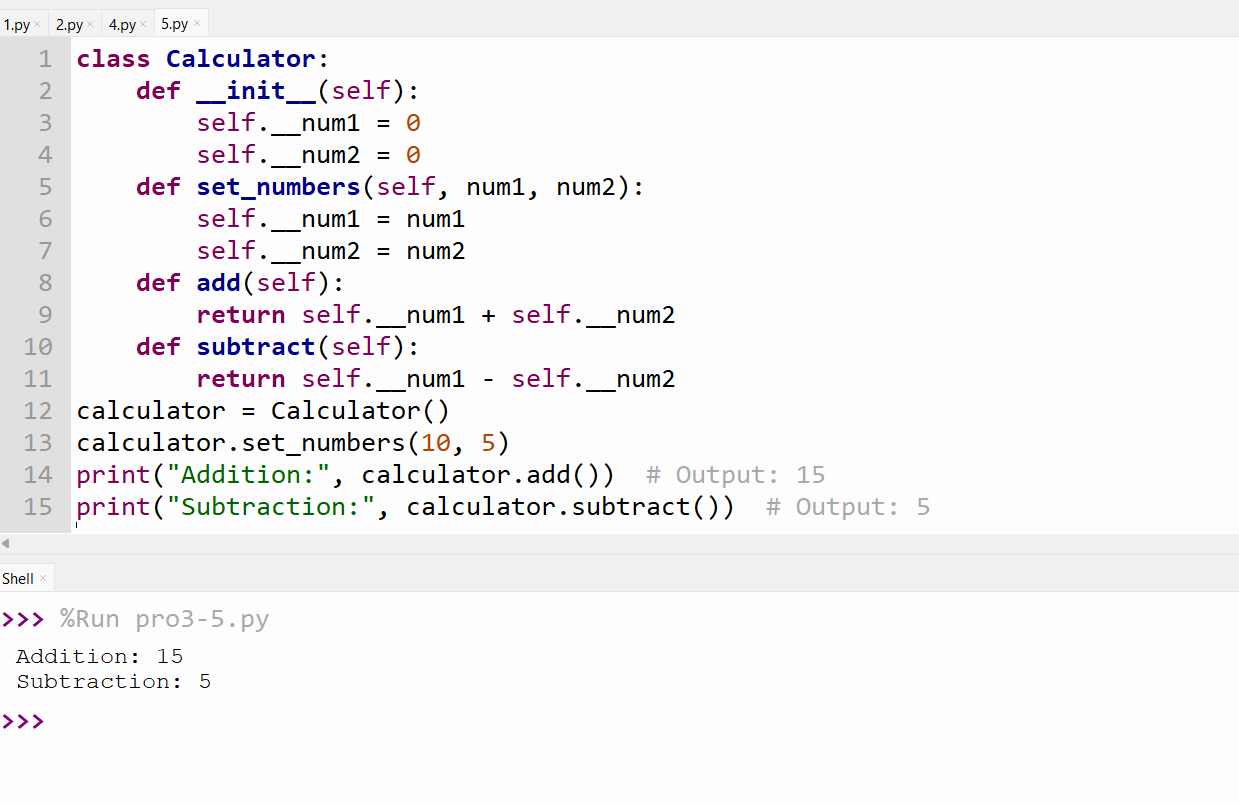 1.py × 2.py × 4.py × 5.py ×
1 class Calculator:
2     def __init__(self):
3         self.__num1 = 0
4         self.__num2 = 0
5     def set_numbers(self, num1, num2):
6         self.__num1 = num1
7         self.__num2 = num2
8     def add(self):
9         return self.__num1 + self.__num2
10     def subtract(self):
11         return self.__num1 - self.__num2
12 calculator = Calculator()
13 calculator.set_numbers(10, 5)
14 print("Addition:", calculator.add())  # Output: 15
15 print("Subtraction:", calculator.subtract())  # Output: 5
Shell ×
>>> %Run pro3-5.py
Addition: 15
Subtraction: 5
>>>